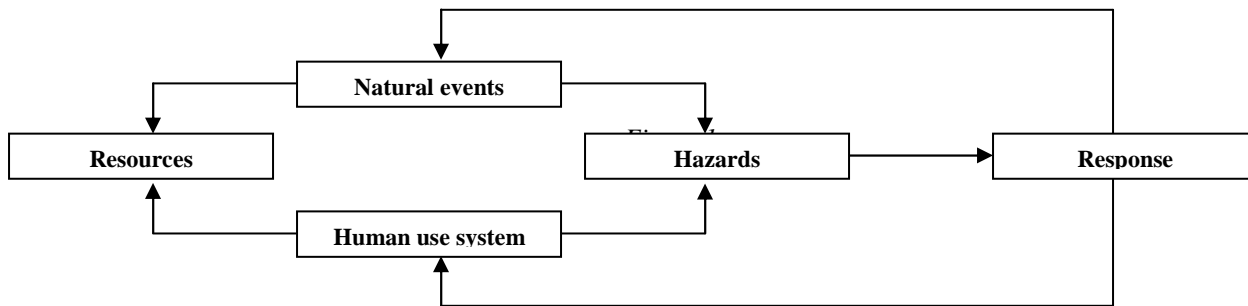 Natural events
Resources
Hazards
Response
Human use system